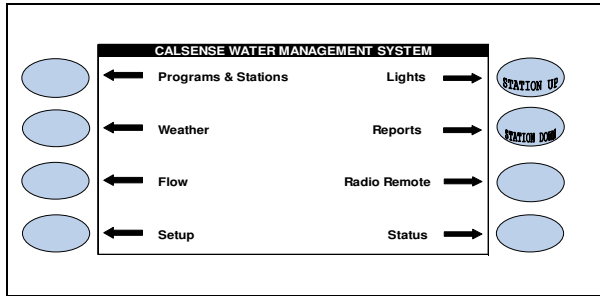 CALSENSE WATER MANAGEMENT SYSTEM
Programs & Stations Lights STATION UP
Weather Reports STATION DOWN
Flow Radio Remote
Setup Status